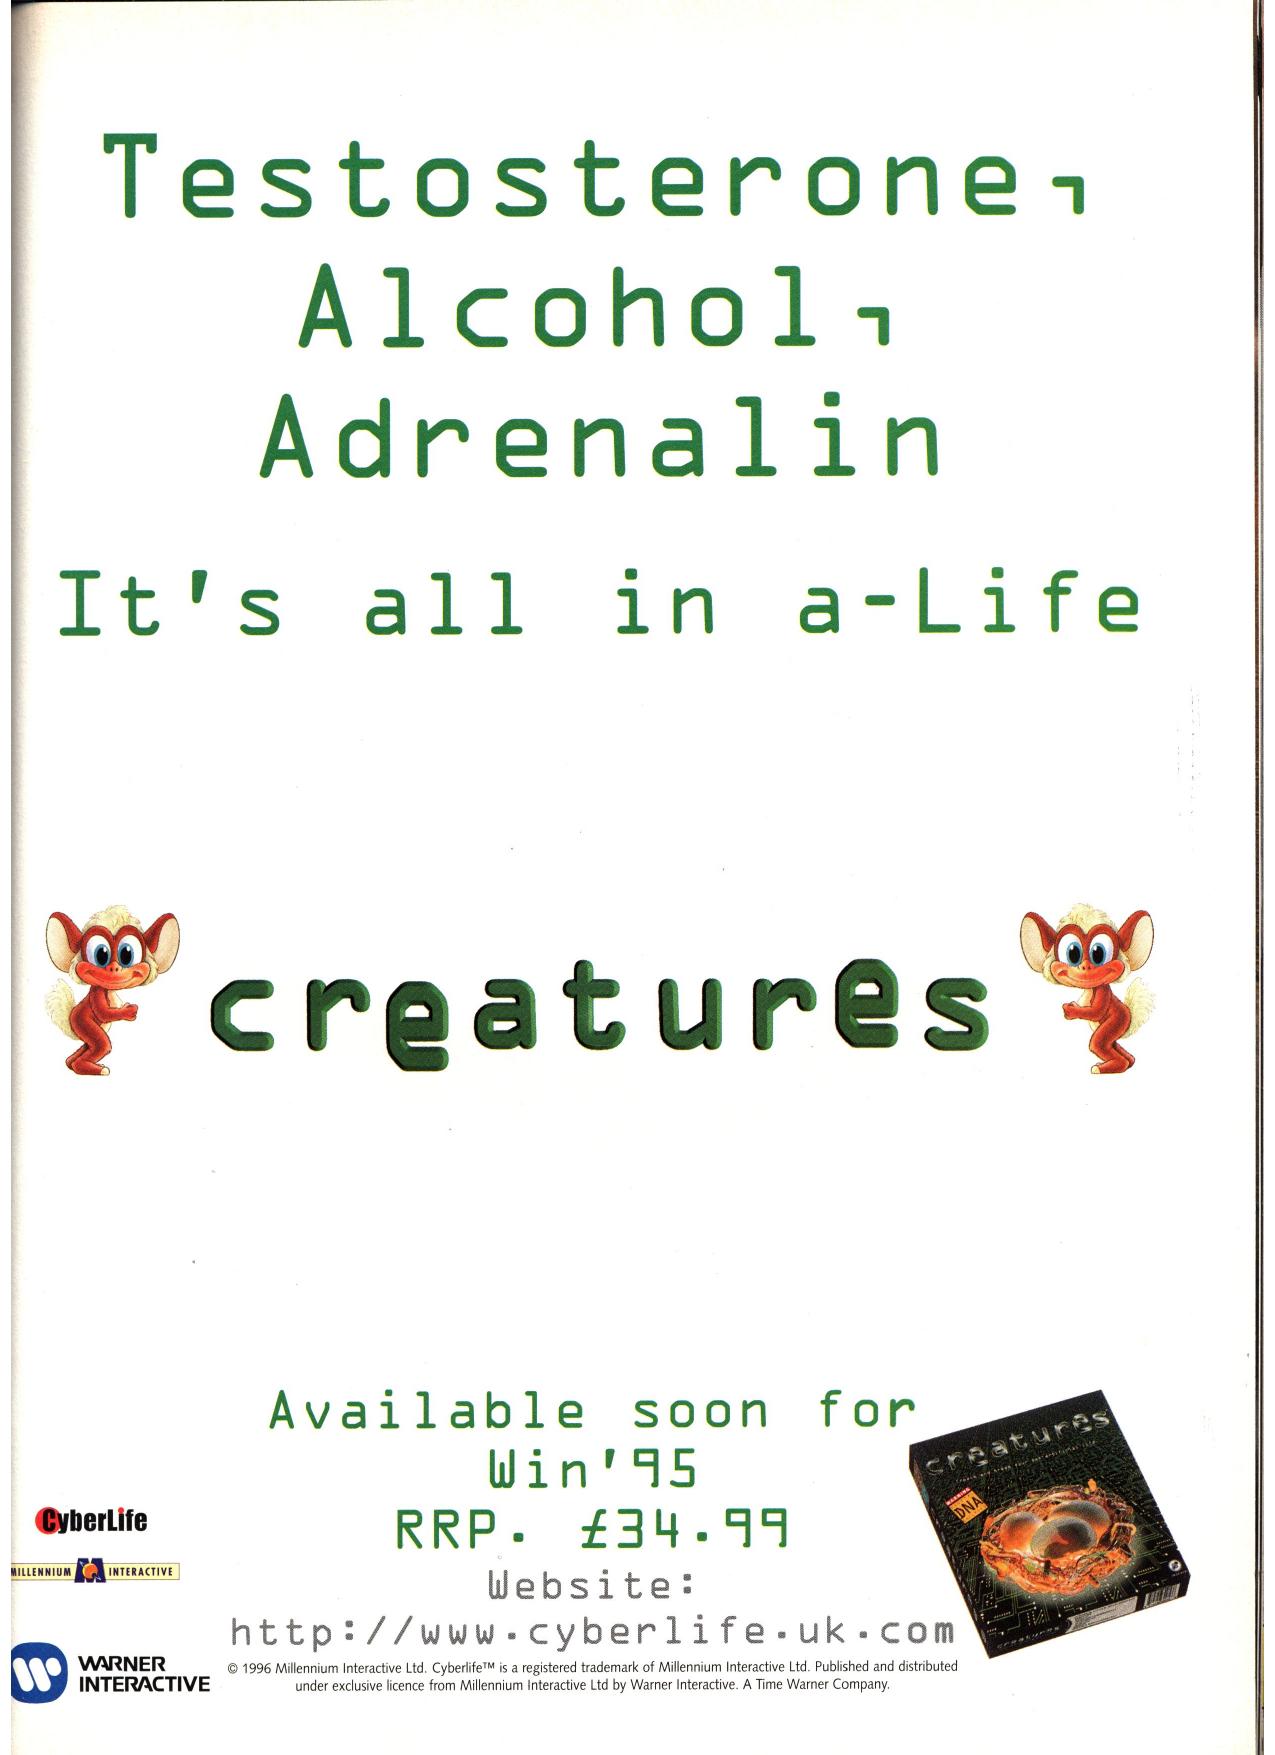 Testosterone,
Alcohol,
Adrenalin
It's all in a-Life
creatures
Available soon for
Win'95
RRP. £34.99
Website:
http://www.cyberlife.uk.com
© 1996 Millennium Interactive Ltd. Cyberlife™ is a registered trademark of Millennium Interactive Ltd. Published and distributed
under exclusive licence from Millennium Interactive Ltd by Warner Interactive. A Time Warner Company.
CyberLife
MILLENNIUM INTERACTIVE
WARNER
INTERACTIVE
creatures
WARNING
DNA
creatures